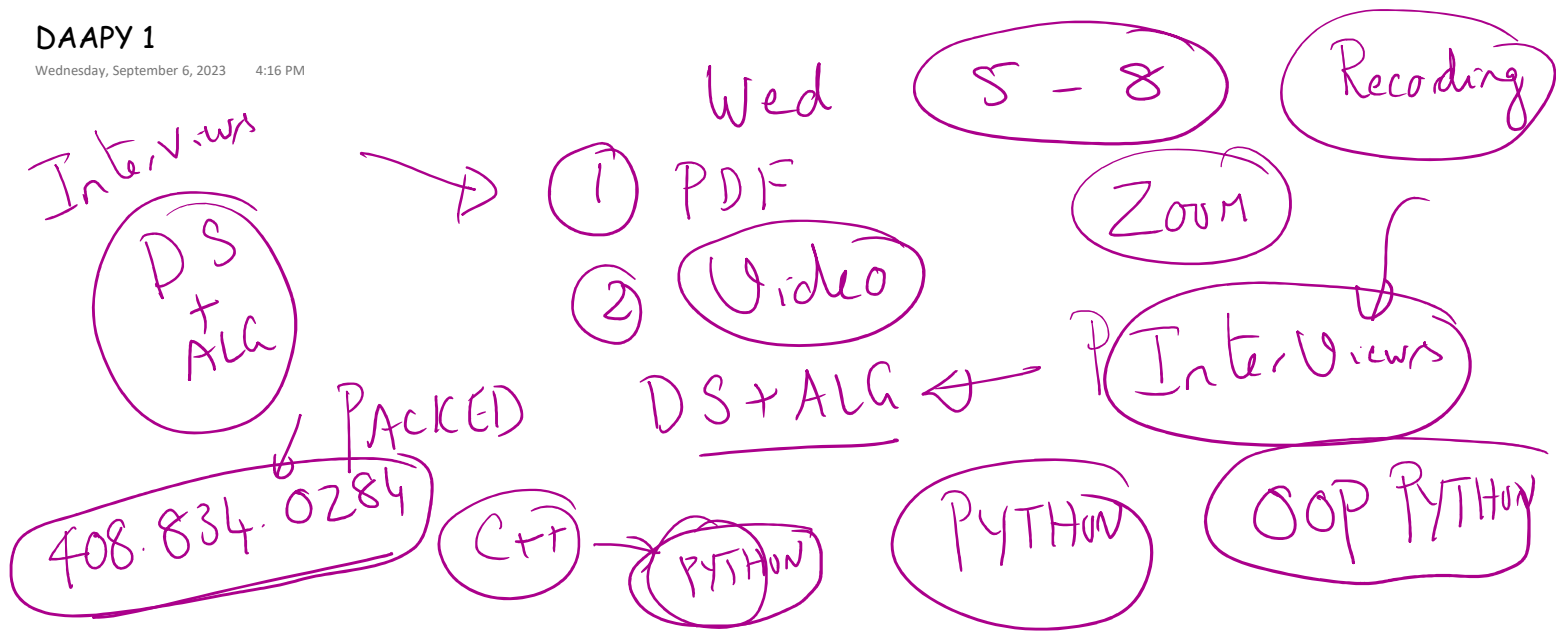 DAAPY 1
Wednesday, September 6, 2023 4:16 PM
Wed 5 - 8 Recording
Interviews
1 PDF Zoom
DS
+
ALG
2 Video
P Interviews
PACKED DS + ALG
408.834.0284
C++ PYTHON PYTHON OOP PYTHON